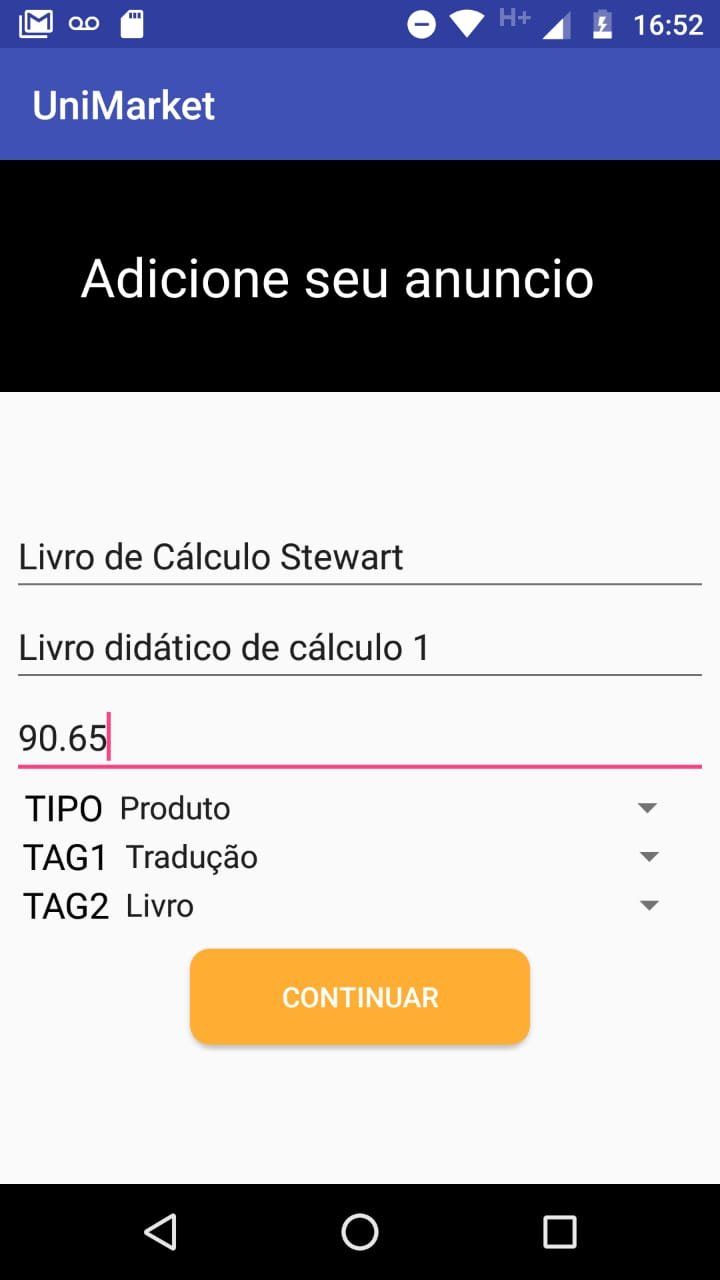 H+ 16:52
UniMarket
Adicione seu anuncio
Livro de Cálculo Stewart
Livro didático de cálculo 1
90.65
TIPO Produto
TAG1 Tradução
TAG2 Livro
CONTINUAR